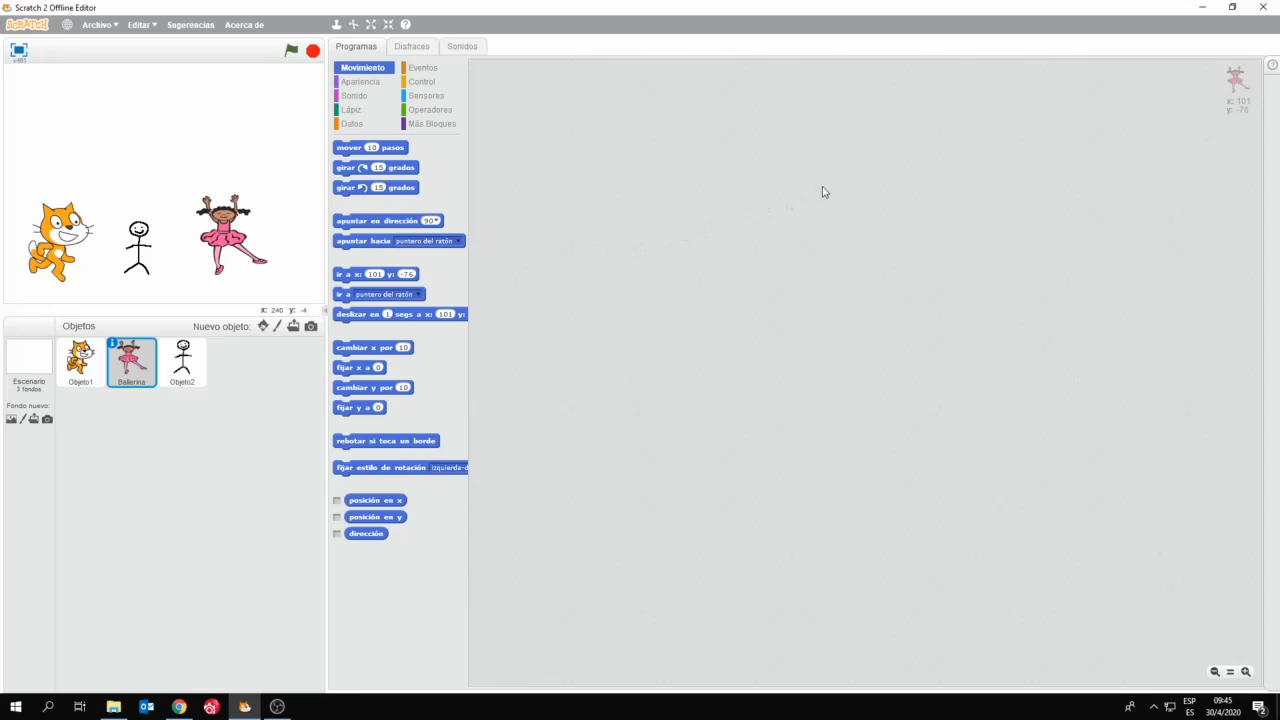 Scratch 2 Offline Editor
SCRATCH Archivo Editar Sugerencias Acerca de
v461
Programas Disfraces Sonidos
Movimiento Eventos
Apariencia Control
Sonido Sensores
Lápiz Operadores
Datos Más Bloques
x: 101
y: -76
mover 10 pasos
girar 15 grados
girar 15 grados
apuntar en dirección 90
apuntar hacia puntero del ratón
ir a x: 101 y: -76
ir a puntero del ratón
deslizar en 1 segs a x: 101 y:
cambiar x por 10
fijar x a 0
cambiar y por 10
fijar y a 0
rebotar si toca un borde
fijar estilo de rotación izquierda-d
posición en x
posición en y
dirección
x: 240 y: -4
Objetos Nuevo objeto:
Escenario
3 fondos
Fondo nuevo:
Objeto1 Ballerina Objeto2
ESP
ES
09:45
30/4/2020
2